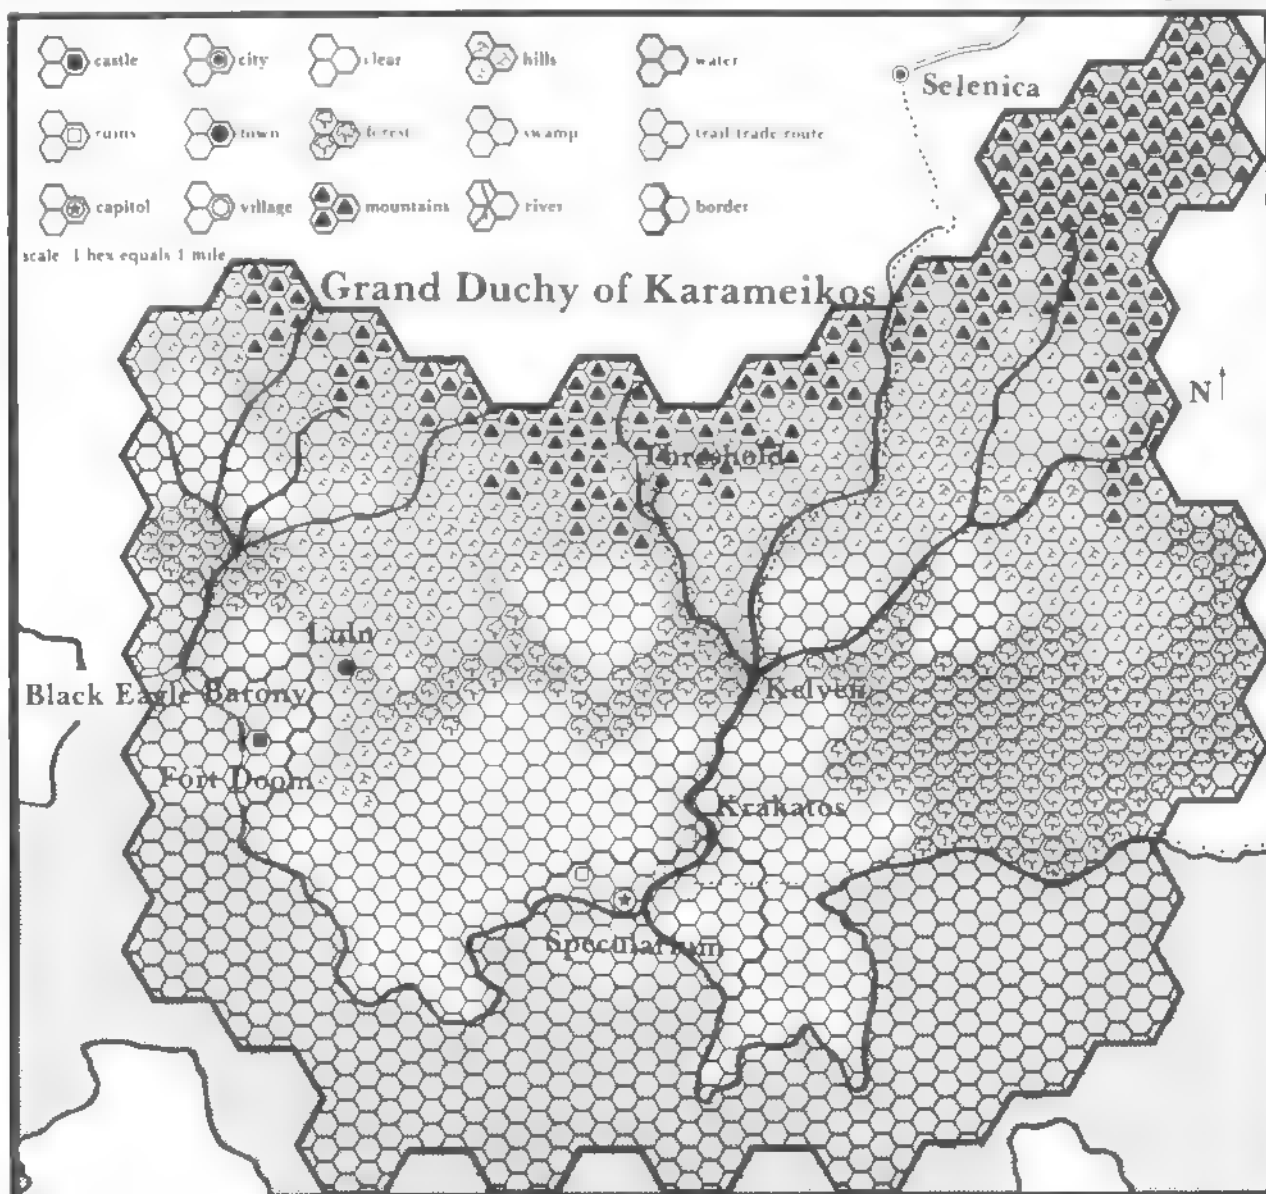 castle
city
clear
hills
water
ruins
town
forest
swamp
trail trade route
capitol
village
mountains
river
border
scale 1 hex equals 1 mile
Selenica
Grand Duchy of Karameikos
N
Threshold
Luln
Black Eagle Barony
Kelven
Fort Doom
Krakatos
Specularium